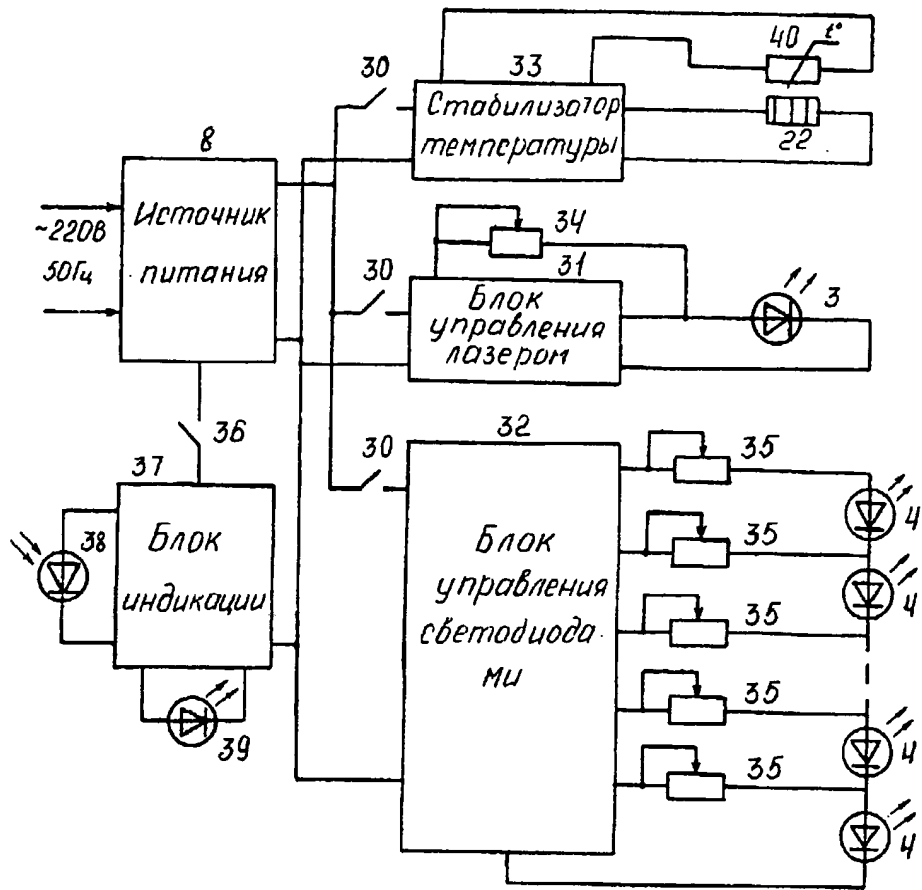 40
t°
33
30
Стабилизатор
температуры
22
8
~220В
50Гц
Источник
питания
34
30
31
Блок
управления
лазером
3
36
30
32
37
38
Блок
индикации
39
Блок
управления
светодиода-
ми
35
4
35
4
35
35
4
35
4